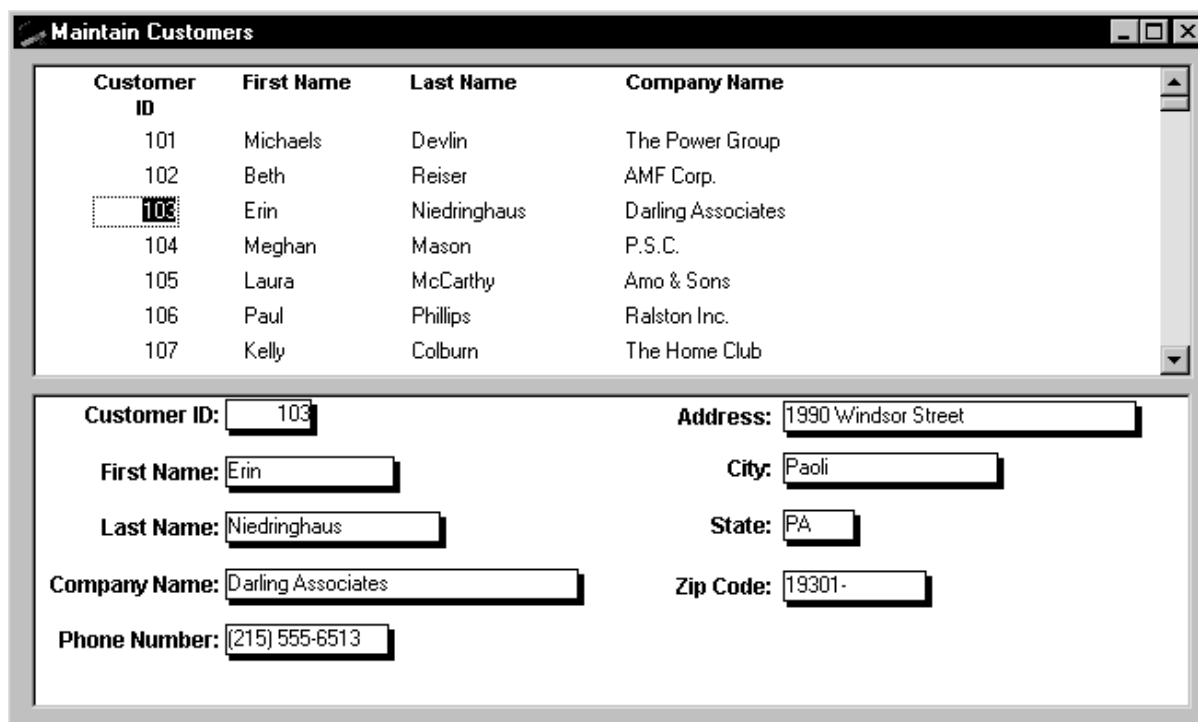 Maintain Customers
Customer ID First Name Last Name Company Name
101 Michaels Devlin The Power Group
102 Beth Reiser AMF Corp.
103 Erin Niedringhaus Darling Associates
104 Meghan Mason P.S.C.
105 Laura McCarthy Amo & Sons
106 Paul Phillips Ralston Inc.
107 Kelly Colburn The Home Club
Customer ID: 103 Address: 1990 Windsor Street
First Name: Erin City: Paoli
Last Name: Niedringhaus State: PA
Company Name: Darling Associates Zip Code: 19301-
Phone Number: (215) 555-6513